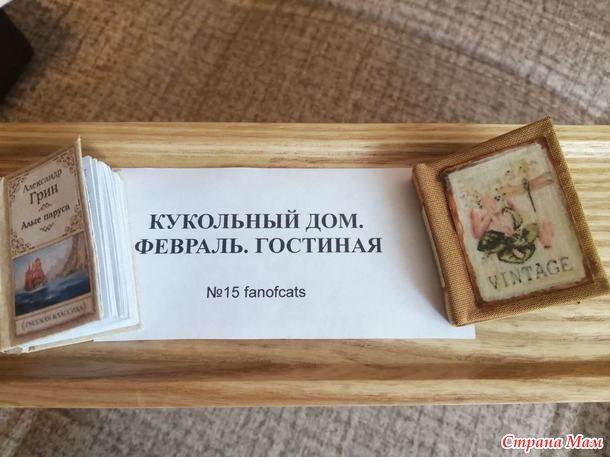 Александр
Грин
Алые паруса
РУССКАЯ КЛАССИКА
КУКОЛЬНЫЙ ДОМ.
ФЕВРАЛЬ. ГОСТИНАЯ
№15 fanofcats
VINTAGE
Страна Мам